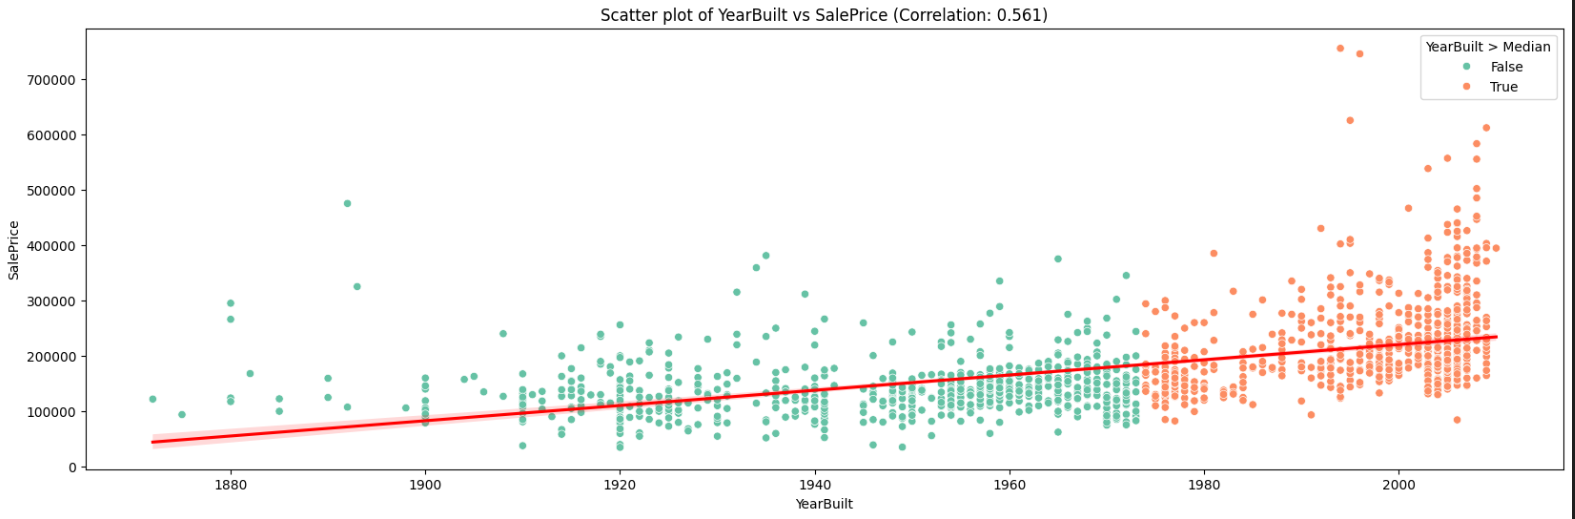 Scatter plot of YearBuilt vs SalePrice (Correlation: 0.561)
YearBuilt > Median
False
True
SalePrice
700000
600000
500000
400000
300000
200000
100000
0
1880 1900 1920 1940 1960 1980 2000
YearBuilt